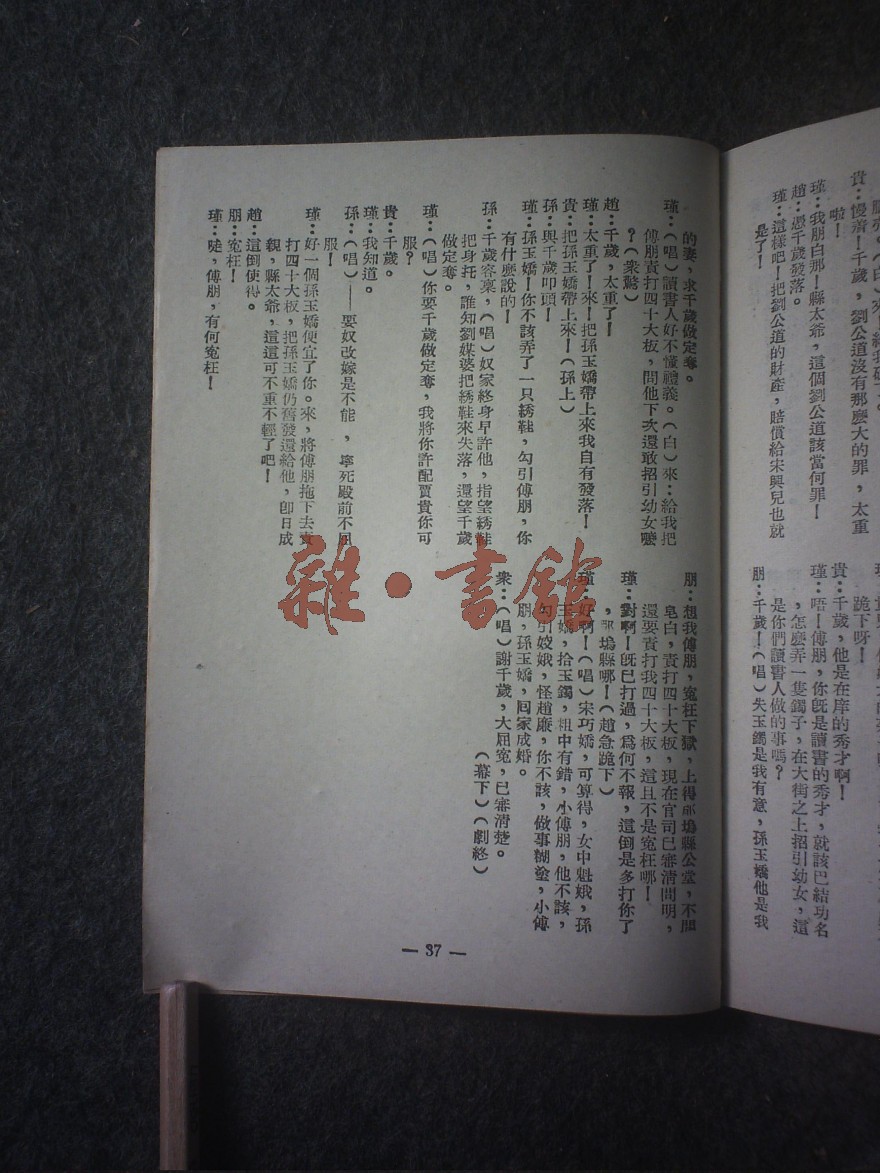 貴:慢着!千歲,劉公道沒有那麽大的罪,太重
啦!
瑾:我朋白那!縣太爺,這個劉公道該當何罪!
趙:憑千歲發落。
瑾:這樣吧!把劉公道的財產,賠償給宋興兒也就
是了!
跪下呀!
貴:千歲,他是在庠的秀才啊!
瑾:唔!傅朋,你既是讀書的秀才,就該巴結功名
,怎麽弄一隻鐲子,在大街之上招引幼女,這
是你們讀書人做的事嗎?
朋:千歲!(唱)失玉鐲是我有意,孫玉嬌他是我
的妻,求千歲做定奪。
瑾:(唱)讀書人好不懂禮義。(白)來:給我把
傅朋責打四十大板,問他下次還敢招引幼女嚒
?(衆驁)
趙:千歲,太重了!
瑾:太重了!來!把孫玉嬌帶上來我自有發落!
貴:把孫玉嬌帶上來!(孫上)
孫:與千歲叩頭!
瑾:孫玉嬌!你不該弄了一只綉鞋,勾引傅朋,你
有什麽說的!
孫:千歲容稟,(唱)奴家終身早許他,指望綉鞋
把身托,誰知劉媒婆把綉鞋來失落,還望千歲
做定奪。
瑾:(唱)你要千歲做定奪,我將你許配賈貴你可
服?
貴:千歲。
瑾:我知道。
孫:(唱)——要奴改嫁是不能,寧死殿前不屈
服!
瑾:好一個孫玉嬌便宜了你。來,將傅朋拖下去責
打四十大板,把孫玉嬌仍舊發還給他,卽日成
親,縣太爺,這這可不重不輕了吧!
趙:這倒使得。
朋:寃枉!
瑾:唗,傅朋,有何寃枉!
朋:想我傅朋,寃枉下獄,上得郿塢縣公堂,不問
皂白,責打四十大板,現在官司已審清問明,
還要責打我四十大板,這且不是寃枉哪!
瑾:對啊!旣已打過,爲何不報,這倒是多打你了
,郿塢縣哪!(趙急跪下)
瑾:好啊!(唱)宋巧嬌,可算得,女中魁娥,孫
玉嬌,拾玉鐲,祖中有錯,小傅朋,他不該,
勾引姣娥,怪趙廉,你不該,做事糊塗,小傅
朋,孫玉嬌,囘家成婚。
衆:(唱)謝千歲,大屈寃,已審清楚。
(幕下)(劇終)
— 37 —
雜·書館